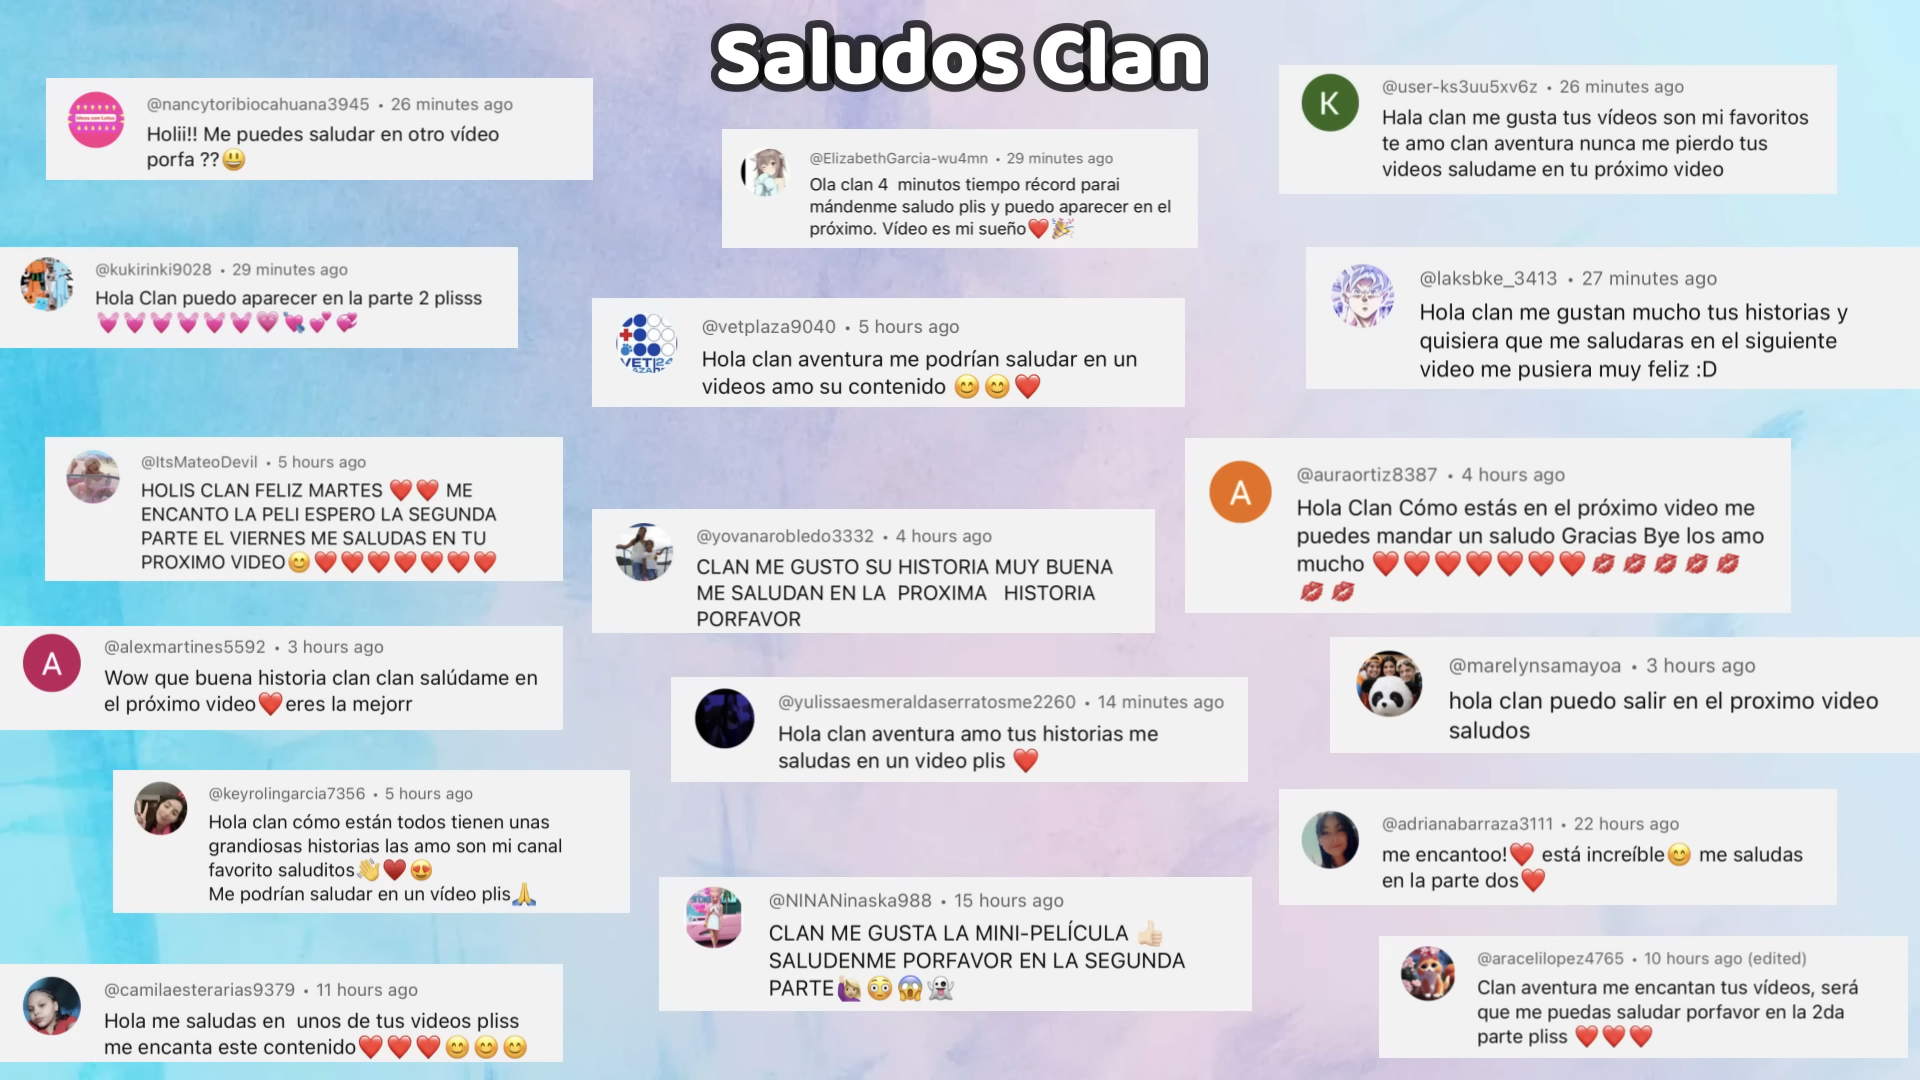 Saludos Clan
@nancytoribiocahuana3945 • 26 minutes ago
Holii!! Me puedes saludar en otro vídeo
porfa ??😃
@kukirinki9028 • 29 minutes ago
Hola Clan puedo aparecer en la parte 2 plisss
💓💓💓💓💓💓💗💘💕💞
@ItsMateoDevil • 5 hours ago
HOLIS CLAN FELIZ MARTES ❤️❤️ ME
ENCANTO LA PELI ESPERO LA SEGUNDA
PARTE EL VIERNES ME SALUDAS EN TU
PROXIMO VIDEO😊❤️❤️❤️❤️❤️❤️❤️
A
@alexmartines5592 • 3 hours ago
Wow que buena historia clan clan salúdame en
el próximo video❤️eres la mejorr
@keyrolingarcia7356 • 5 hours ago
Hola clan cómo están todos tienen unas
grandiosas historias las amo son mi canal
favorito saluditos👋♥️😍
Me podrían saludar en un vídeo plis🙏
@camilaesterarias9379 • 11 hours ago
Hola me saludas en unos de tus videos pliss
me encanta este contenido❤️❤️❤️😊😊😊
@ElizabethGarcia-wu4mn • 29 minutes ago
Ola clan 4 minutos tiempo récord parai
mándenme saludo plis y puedo aparecer en el
próximo. Vídeo es mi sueño❤️🎉
VET 24
@vetplaza9040 • 5 hours ago
Hola clan aventura me podrían saludar en un
videos amo su contenido 😊😊❤️
@yovanarobledo3332 • 4 hours ago
CLAN ME GUSTO SU HISTORIA MUY BUENA
ME SALUDAN EN LA PROXIMA HISTORIA
PORFAVOR
@yulissaesmeraldaserratosme2260 • 14 minutes ago
Hola clan aventura amo tus historias me
saludas en un video plis ❤️
@NINANinaska988 • 15 hours ago
CLAN ME GUSTA LA MINI-PELÍCULA 👍🏻
SALUDENME PORFAVOR EN LA SEGUNDA
PARTE🙋🏼‍♀️😳😱👻
K
@user-ks3uu5xv6z • 26 minutes ago
Hala clan me gusta tus vídeos son mi favoritos
te amo clan aventura nunca me pierdo tus
videos saludame en tu próximo video
@laksbke_3413 • 27 minutes ago
Hola clan me gustan mucho tus historias y
quisiera que me saludaras en el siguiente
video me pusiera muy feliz :D
A
@auraortiz8387 • 4 hours ago
Hola Clan Cómo estás en el próximo video me
puedes mandar un saludo Gracias Bye los amo
mucho ❤️❤️❤️❤️❤️❤️❤️💋💋💋💋💋
💋💋
@marelynsamayoa • 3 hours ago
hola clan puedo salir en el proximo video
saludos
@adrianabarraza3111 • 22 hours ago
me encantoo!❤️ está increíble😊 me saludas
en la parte dos❤️
@aracelilopez4765 • 10 hours ago (edited)
Clan aventura me encantan tus vídeos, será
que me puedas saludar porfavor en la 2da
parte pliss ❤️❤️❤️